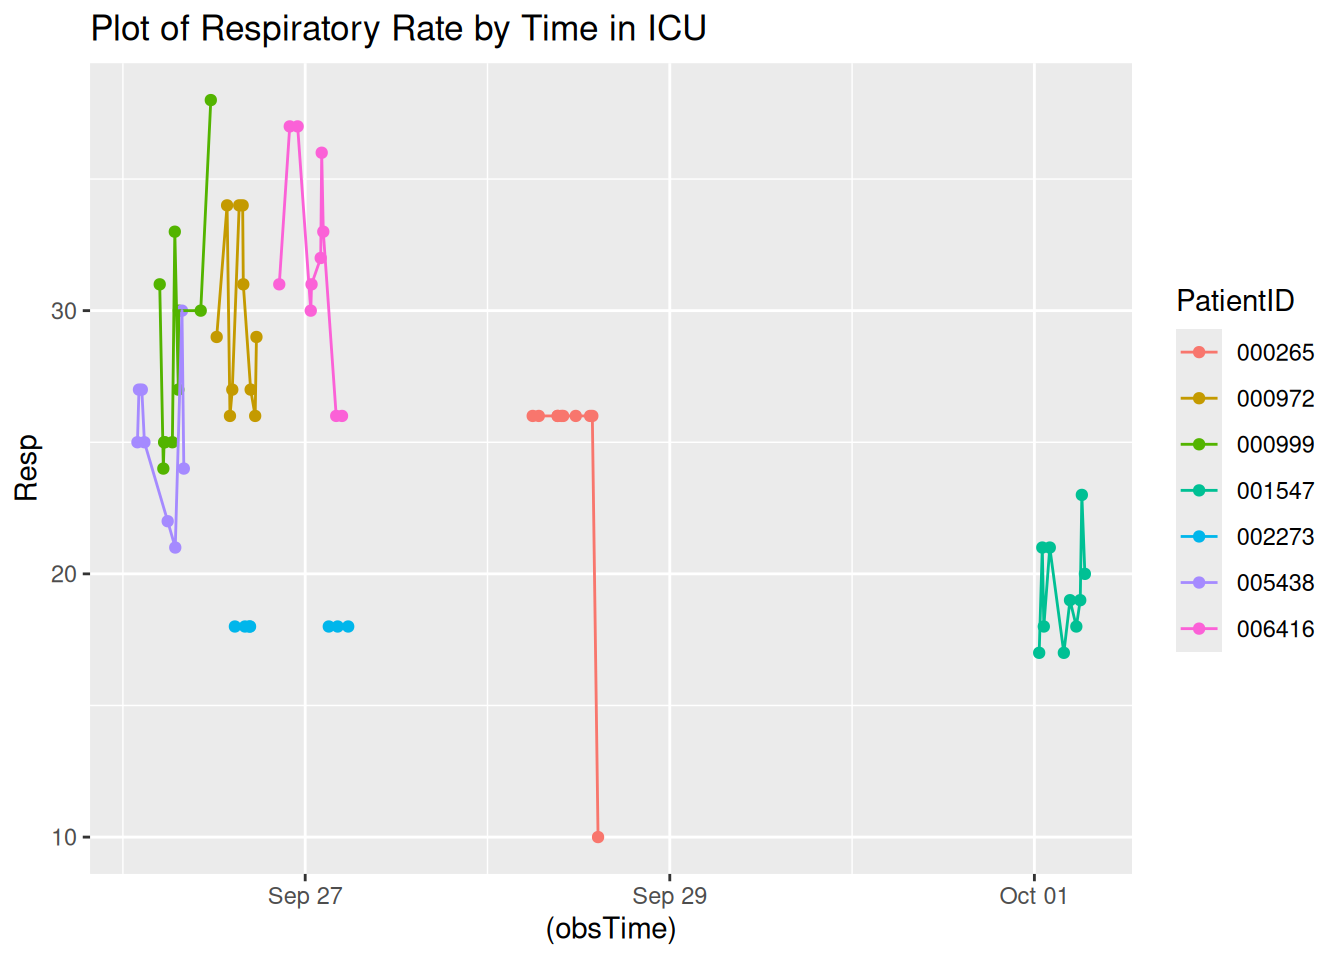 Plot of Respiratory Rate by Time in ICU
Resp
30
20
10
Sep 27
Sep 29
Oct 01
(obsTime)
PatientID
000265
000972
000999
001547
002273
005438
006416